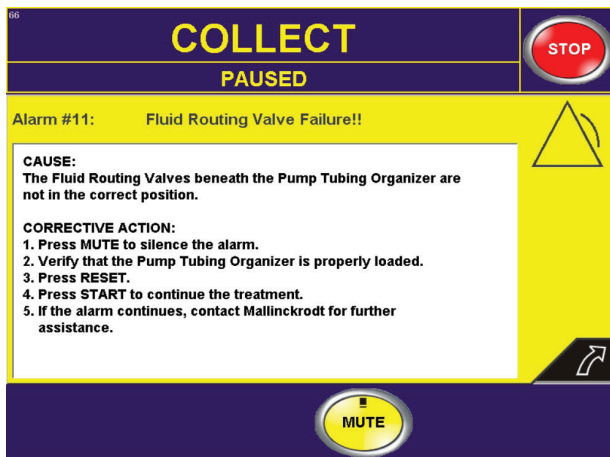 66
COLLECT
STOP
PAUSED
Alarm #11: Fluid Routing Valve Failure!!
CAUSE:
The Fluid Routing Valves beneath the Pump Tubing Organizer are
not in the correct position.
CORRECTIVE ACTION:
1. Press MUTE to silence the alarm.
2. Verify that the Pump Tubing Organizer is properly loaded.
3. Press RESET.
4. Press START to continue the treatment.
5. If the alarm continues, contact Mallinckrodt for further
assistance.
MUTE